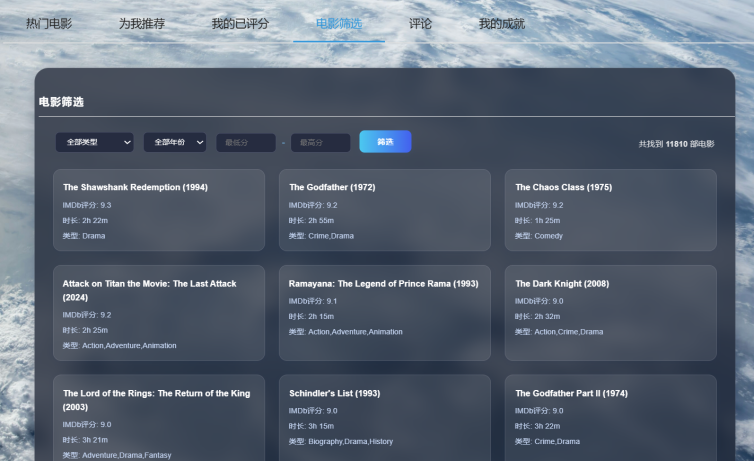 热门电影 为我推荐 我的已评分 电影筛选 评论 我的成就
电影筛选
全部类型 全部年份 最低分 - 最高分 筛选 共找到 11810 部电影
The Shawshank Redemption (1994)
IMDb评分: 9.3
时长: 2h 22m
类型: Drama
The Godfather (1972)
IMDb评分: 9.2
时长: 2h 55m
类型: Crime,Drama
The Chaos Class (1975)
IMDb评分: 9.2
时长: 1h 25m
类型: Comedy
Attack on Titan the Movie: The Last Attack
(2024)
IMDb评分: 9.2
时长: 2h 25m
类型: Action,Adventure,Animation
Ramayana: The Legend of Prince Rama (1993)
IMDb评分: 9.1
时长: 2h 15m
类型: Action,Adventure,Animation
The Dark Knight (2008)
IMDb评分: 9.0
时长: 2h 32m
类型: Action,Crime,Drama
The Lord of the Rings: The Return of the King
(2003)
IMDb评分: 9.0
时长: 3h 21m
类型: Adventure,Drama,Fantasy
Schindler's List (1993)
IMDb评分: 9.0
时长: 3h 15m
类型: Biography,Drama,History
The Godfather Part II (1974)
IMDb评分: 9.0
时长: 3h 22m
类型: Crime,Drama